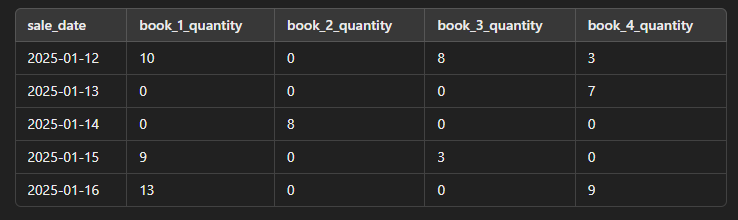 sale_date book_1_quantity book_2_quantity book_3_quantity book_4_quantity
2025-01-12 10 0 8 3
2025-01-13 0 0 0 7
2025-01-14 0 8 0 0
2025-01-15 9 0 3 0
2025-01-16 13 0 0 9